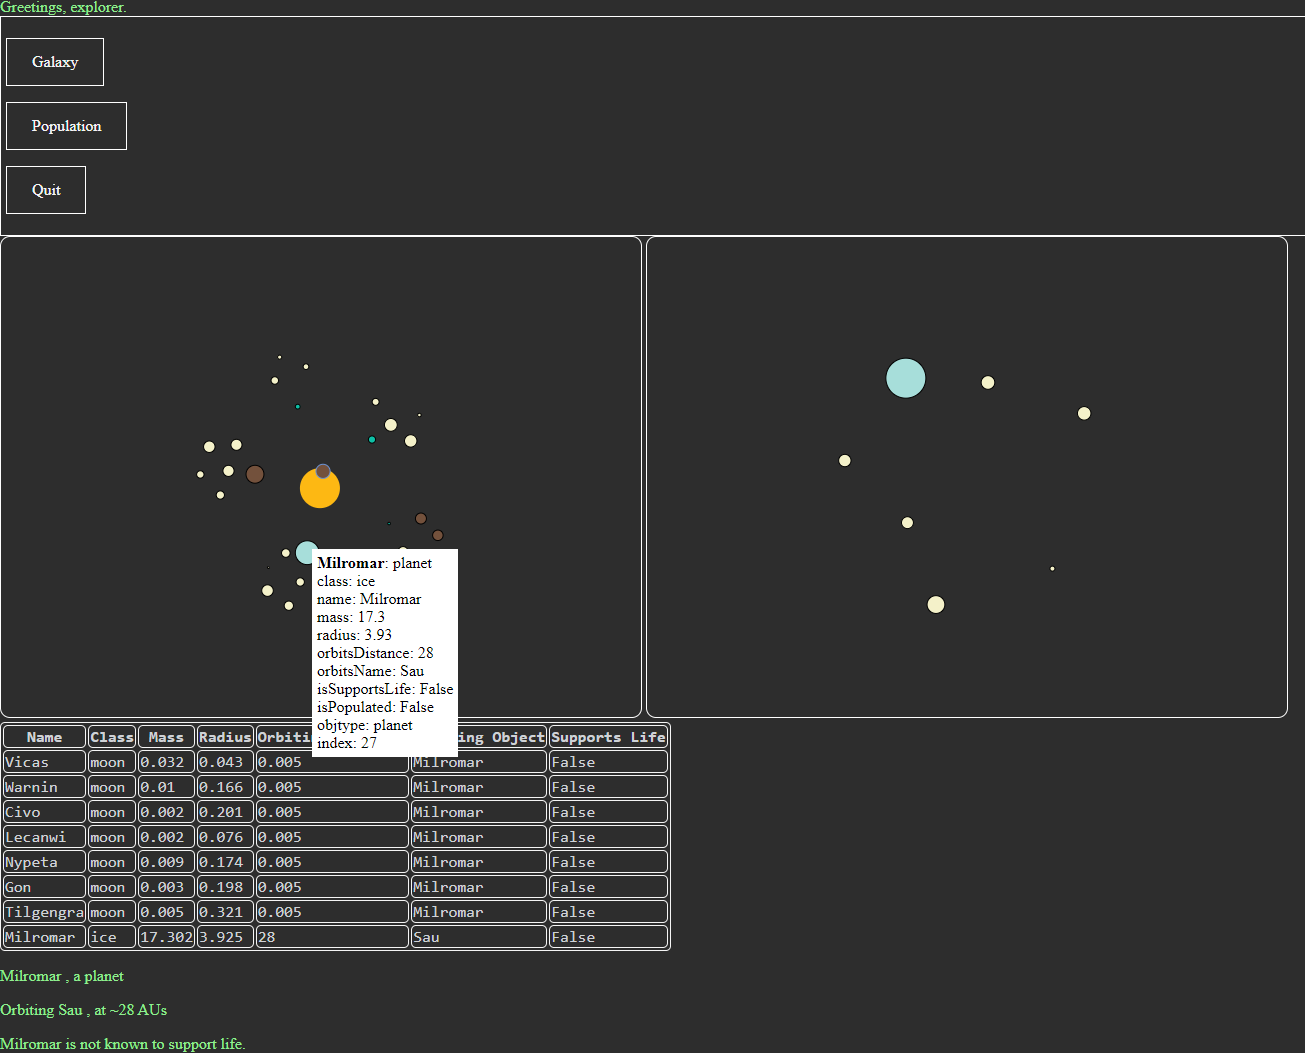 Greetings, explorer.
Galaxy
Population
Quit
Milromar: planet
class: ice
name: Milromar
mass: 17.3
radius: 3.93
orbitsDistance: 28
orbitsName: Sau
isSupportsLife: False
isPopulated: False
objtype: planet
index: 27
Name Class Mass Radius Object Supports Life
Vicas moon 0.032 0.043 0.005 Milromar False
Warnin moon 0.01 0.166 0.005 Milromar False
Civo moon 0.002 0.201 0.005 Milromar False
Lecanwi moon 0.002 0.076 0.005 Milromar False
Nypeta moon 0.009 0.174 0.005 Milromar False
Gon moon 0.003 0.198 0.005 Milromar False
Tilgengra moon 0.005 0.321 0.005 Milromar False
Milromar ice 17.302 3.925 28 Sau False
Milromar , a planet
Orbiting Sau , at ~28 AUs
Milromar is not known to support life.